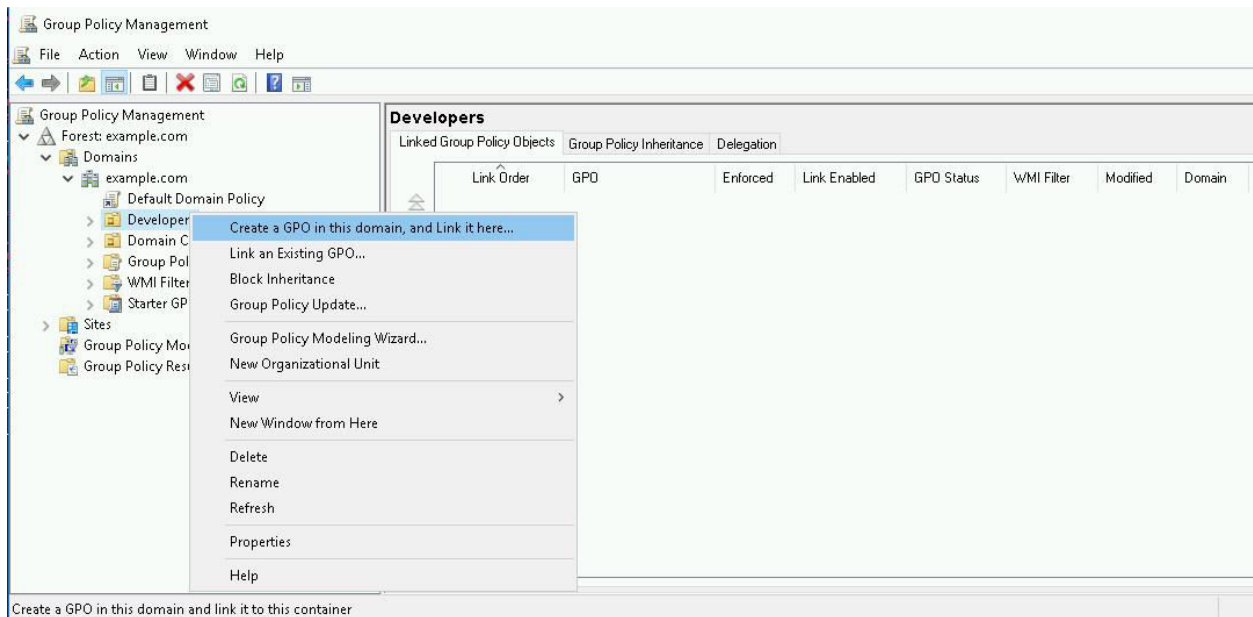 Group Policy Management
File Action View Window Help
Group Policy Management
Forest: example.com
Domains
example.com
Default Domain Policy
Developer
Domain C
Group Pol
WMI Filter
Starter GP
Sites
Group Policy Mo
Group Policy Res
Create a GPO in this domain, and Link it here...
Link an Existing GPO...
Block Inheritance
Group Policy Update...
Group Policy Modeling Wizard...
New Organizational Unit
View
New Window from Here
Delete
Rename
Refresh
Properties
Help
Developers
Linked Group Policy Objects Group Policy Inheritance Delegation
Link Order GPO Enforced Link Enabled GPO Status WMI Filter Modified Domain
Create a GPO in this domain and link it to this container